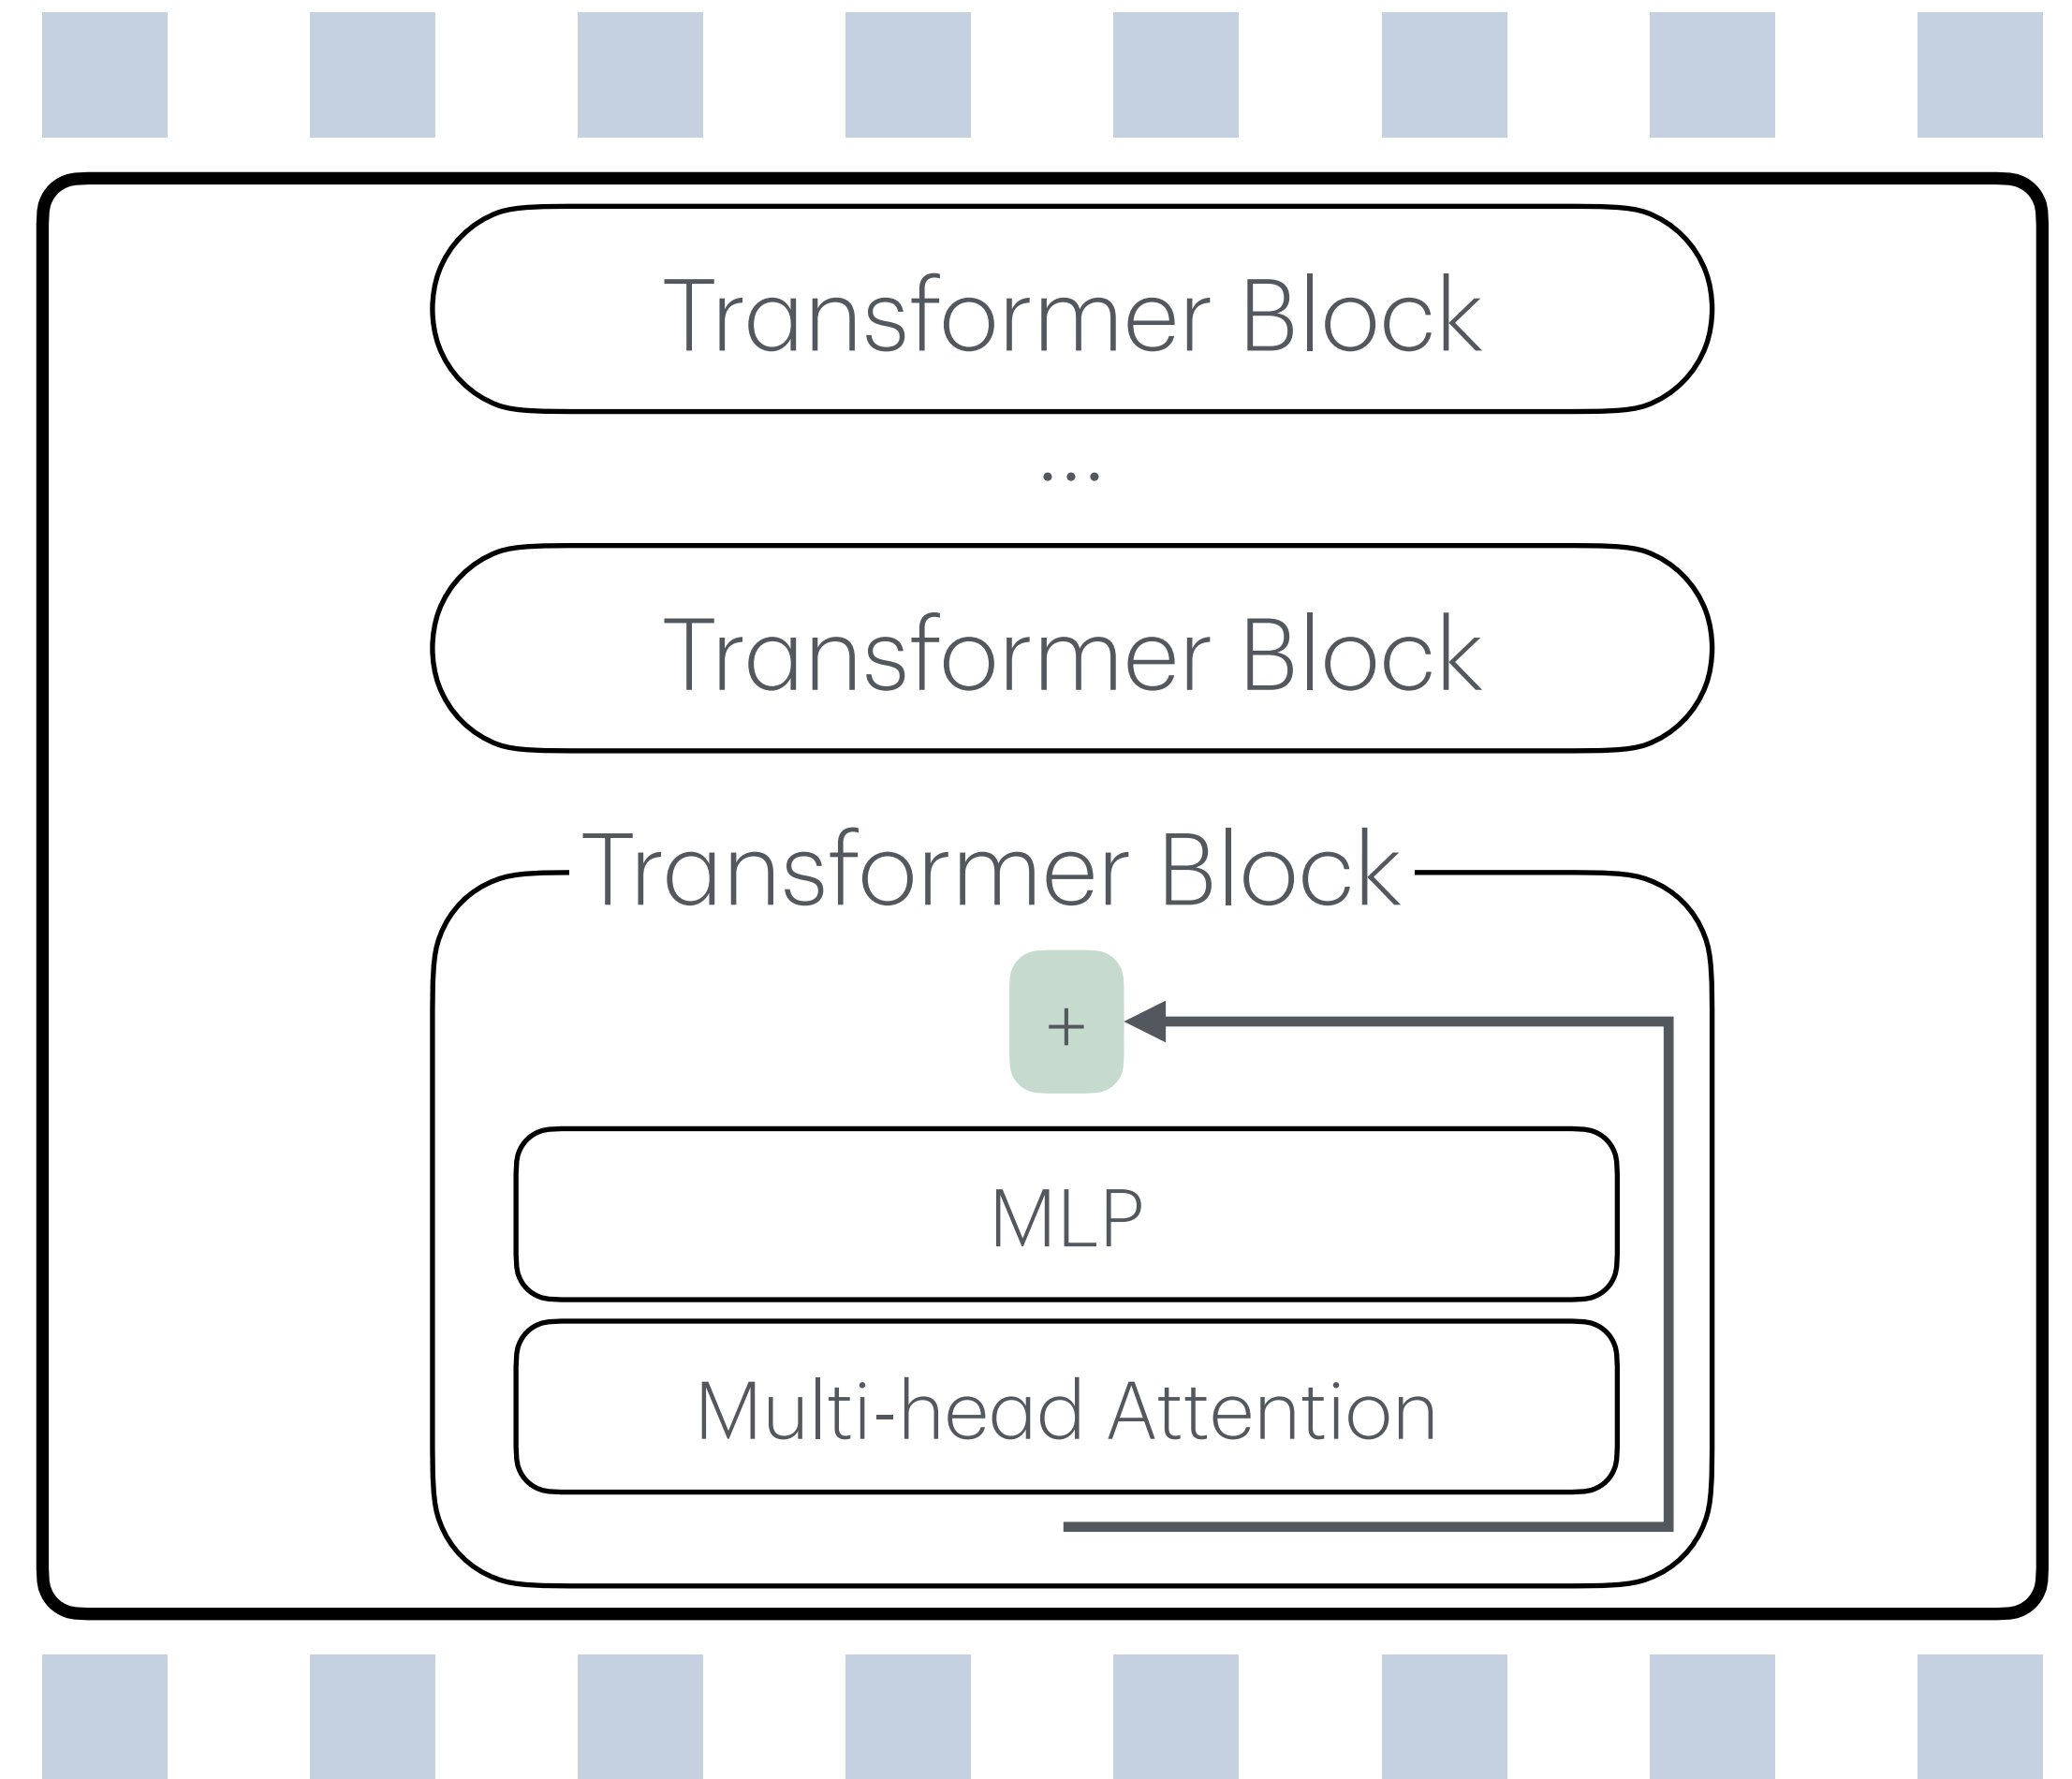 Transformer Block
...
Transformer Block
Transformer Block
+
MLP
Multi-head Attention